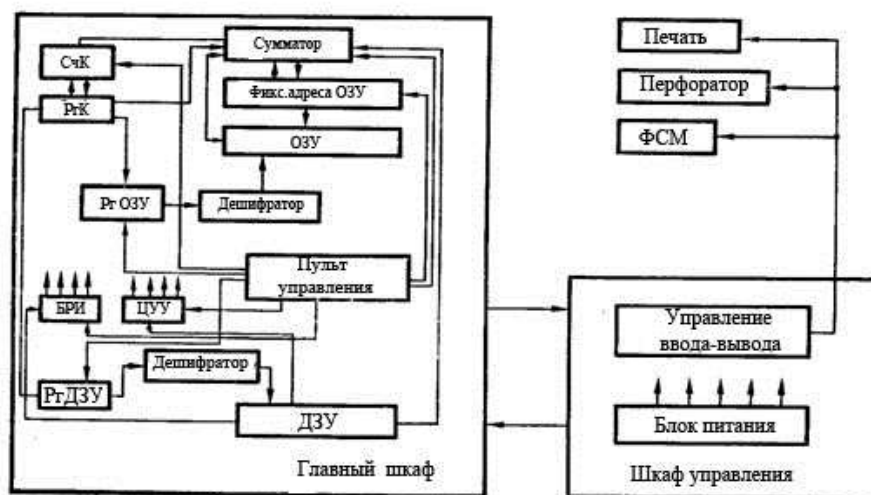 СчК
РгК
Сумматор
Фикс.адреса ОЗУ
ОЗУ
Рг ОЗУ
Дешифратор
Пульт
управления
БРИ
ЦУУ
Дешифратор
РгДЗУ
ДЗУ
Главный шкаф
Печать
Перфоратор
ФСМ
Управление
ввода-вывода
Блок питания
Шкаф управления